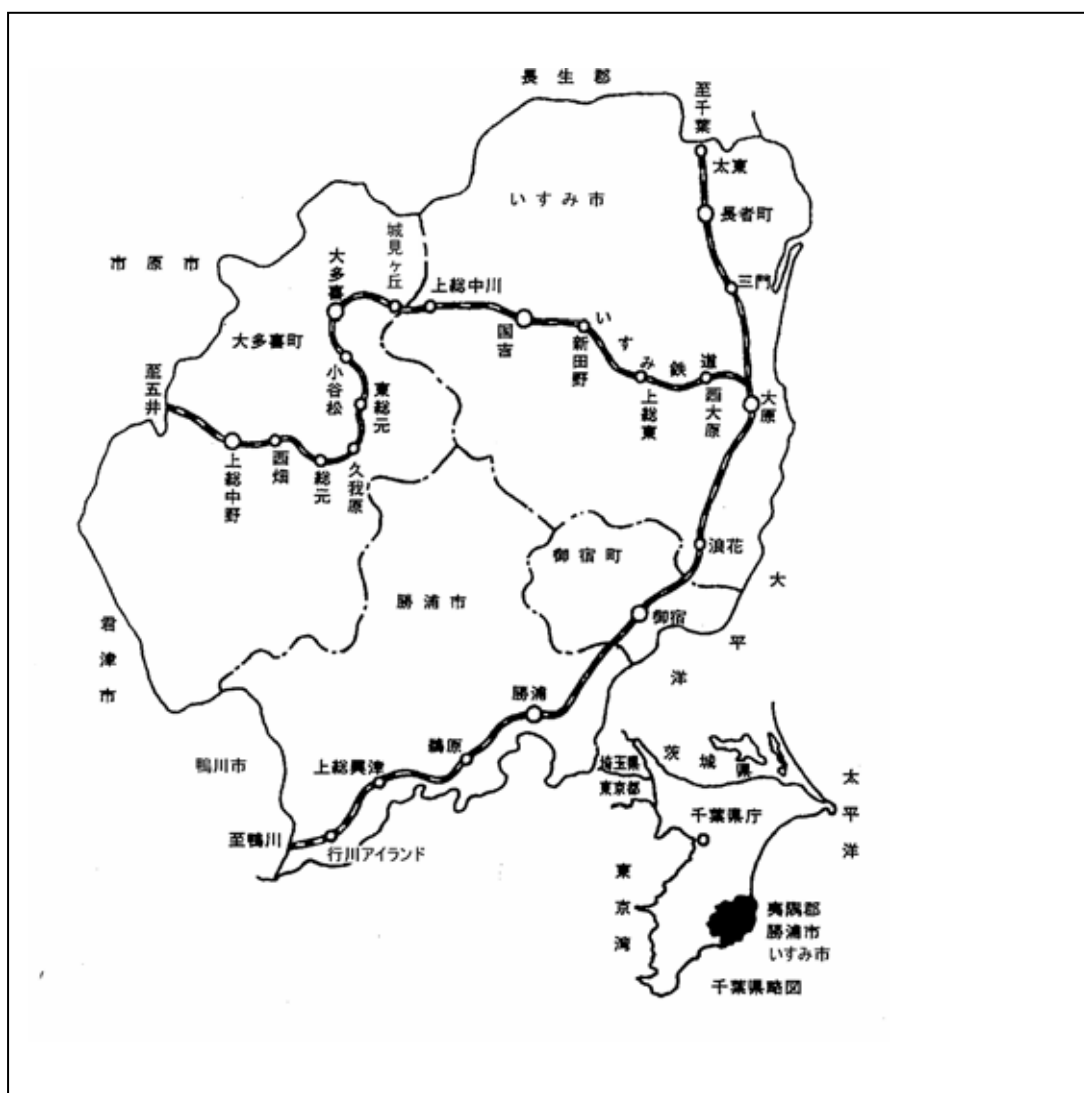 長生郡
至千葉
太東
いすみ市
長者町
城見ヶ丘
市原市
大多喜
上総中川
三門
国吉
い す み 鉄 道
新田野
大多喜町
至五井
小谷松
東総元
上総東
西大原
大原
上総中野
西畑
総元
久我原
浪花
御宿町
大平洋
勝浦市
御宿
君津市
勝浦
鵜原
鴨川市
上総興津
至鴨川
行川アイランド
埼玉県
茨城県
東京都
太平洋
千葉県庁
東京湾
夷隅郡
勝浦市
いすみ市
千葉県略図